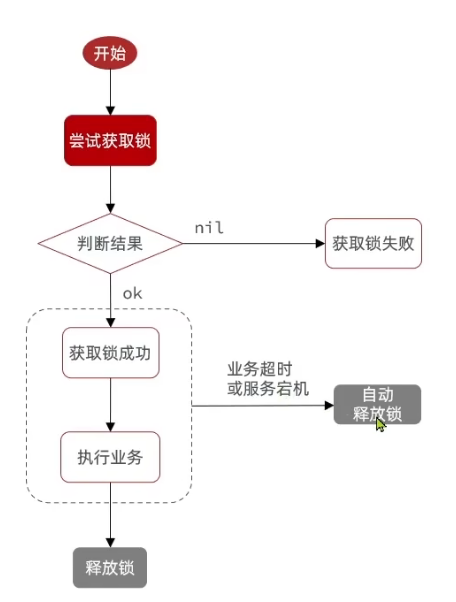 开始
尝试获取锁
判断结果
nil
获取锁失败
ok
获取锁成功
业务超时
或服务宕机
自动
释放锁
执行业务
释放锁